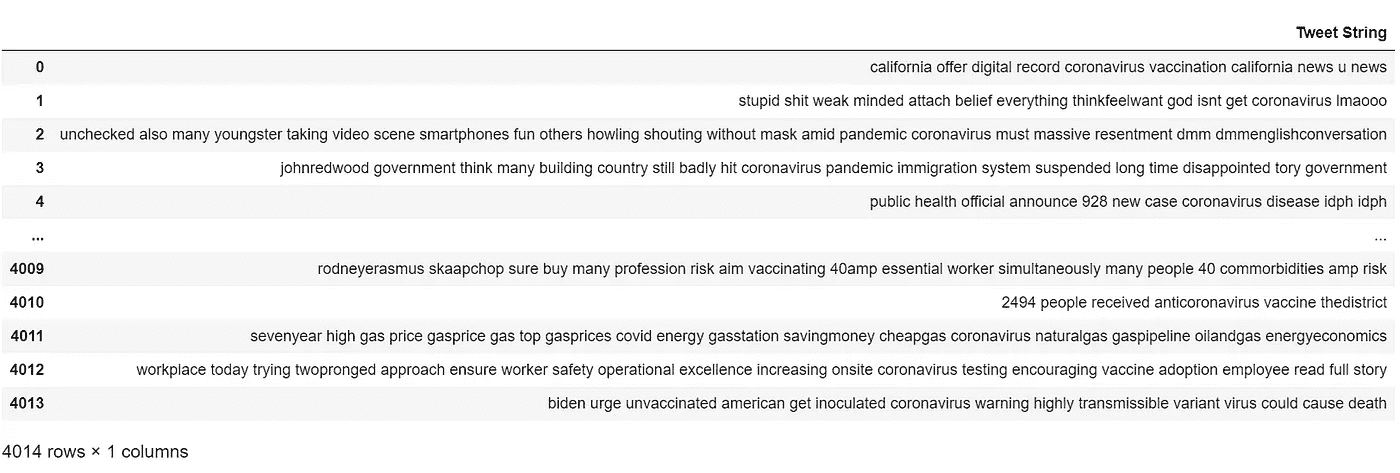 Tweet String
0 california offer digital record coronavirus vaccination california news u news
1 stupid shit weak minded attach belief everything thinkfeelwant god isnt get coronavirus lmaooo
2 unchecked also many youngster taking video scene smartphones fun others howling shouting without mask amid pandemic coronavirus must massive resentment dmm dmmenglishconversation
3 johnredwood government think many building country still badly hit coronavirus pandemic immigration system suspended long time disappointed tory government
4 public health official announce 928 new case coronavirus disease idph idph
... ...
4009 rodneyerasmus skaapchop sure buy many profession risk aim vaccinating 40amp essential worker simultaneously many people 40 commorbidities amp risk
4010 2494 people received anticoronavirus vaccine thedistrict
4011 sevenyear high gas price gasprice gas top gasprices covid energy gasstation savingmoney cheapgas coronavirus naturalgas gaspipeline oilandgas energyeconomics
4012 workplace today trying twopronged approach ensure worker safety operational excellence increasing onsite coronavirus testing encouraging vaccine adoption employee read full story
4013 biden urge unvaccinated american get inoculated coronavirus warning highly transmissible variant virus could cause death
4014 rows × 1 columns